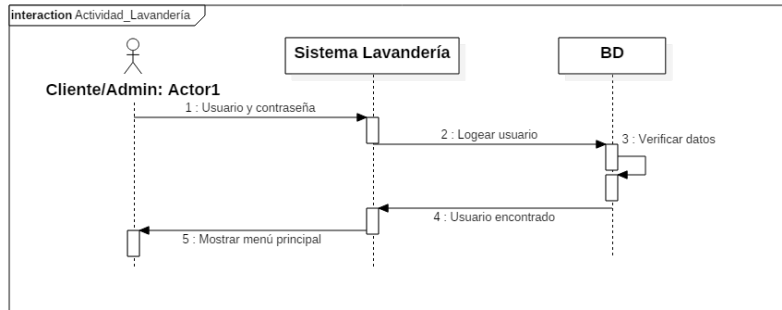 interaction Actividad_Lavandería
Sistema Lavandería
BD
Cliente/Admin: Actor1
1 : Usuario y contraseña
2 : Logear usuario
3 : Verificar datos
4 : Usuario encontrado
5 : Mostrar menú principal